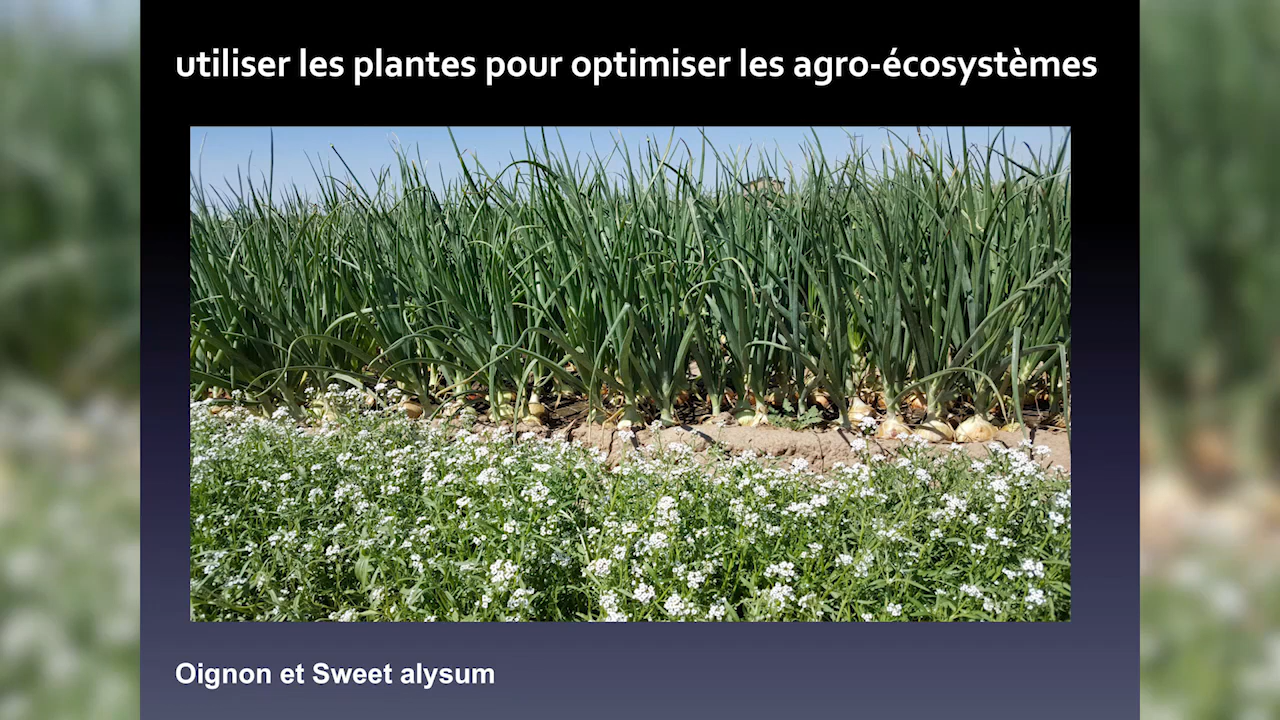 utiliser les plantes pour optimiser les agro-écosystèmes
Oignon et Sweet alysum